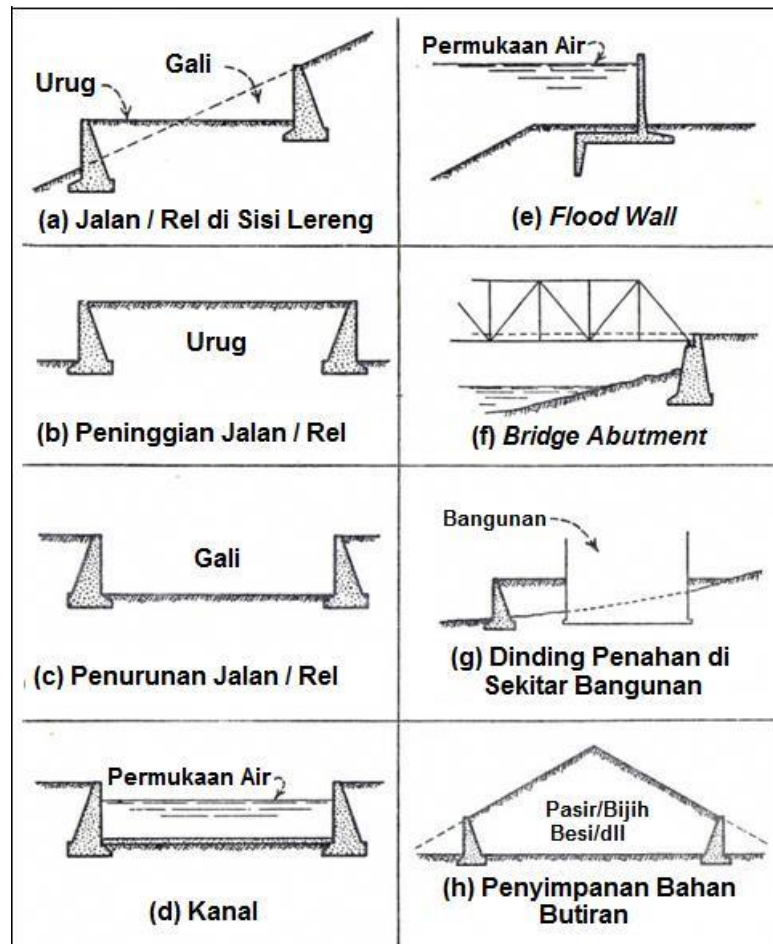 Urug
Gali
(a) Jalan / Rel di Sisi Lereng
Permukaan Air
(e) Flood Wall
Urug
(b) Peninggian Jalan / Rel
(f) Bridge Abutment
Gali
(c) Penurunan Jalan / Rel
Bangunan
(g) Dinding Penahan di
Sekitar Bangunan
Permukaan Air
(d) Kanal
Pasir/Bijih
Besi/dll
(h) Penyimpanan Bahan
Butiran